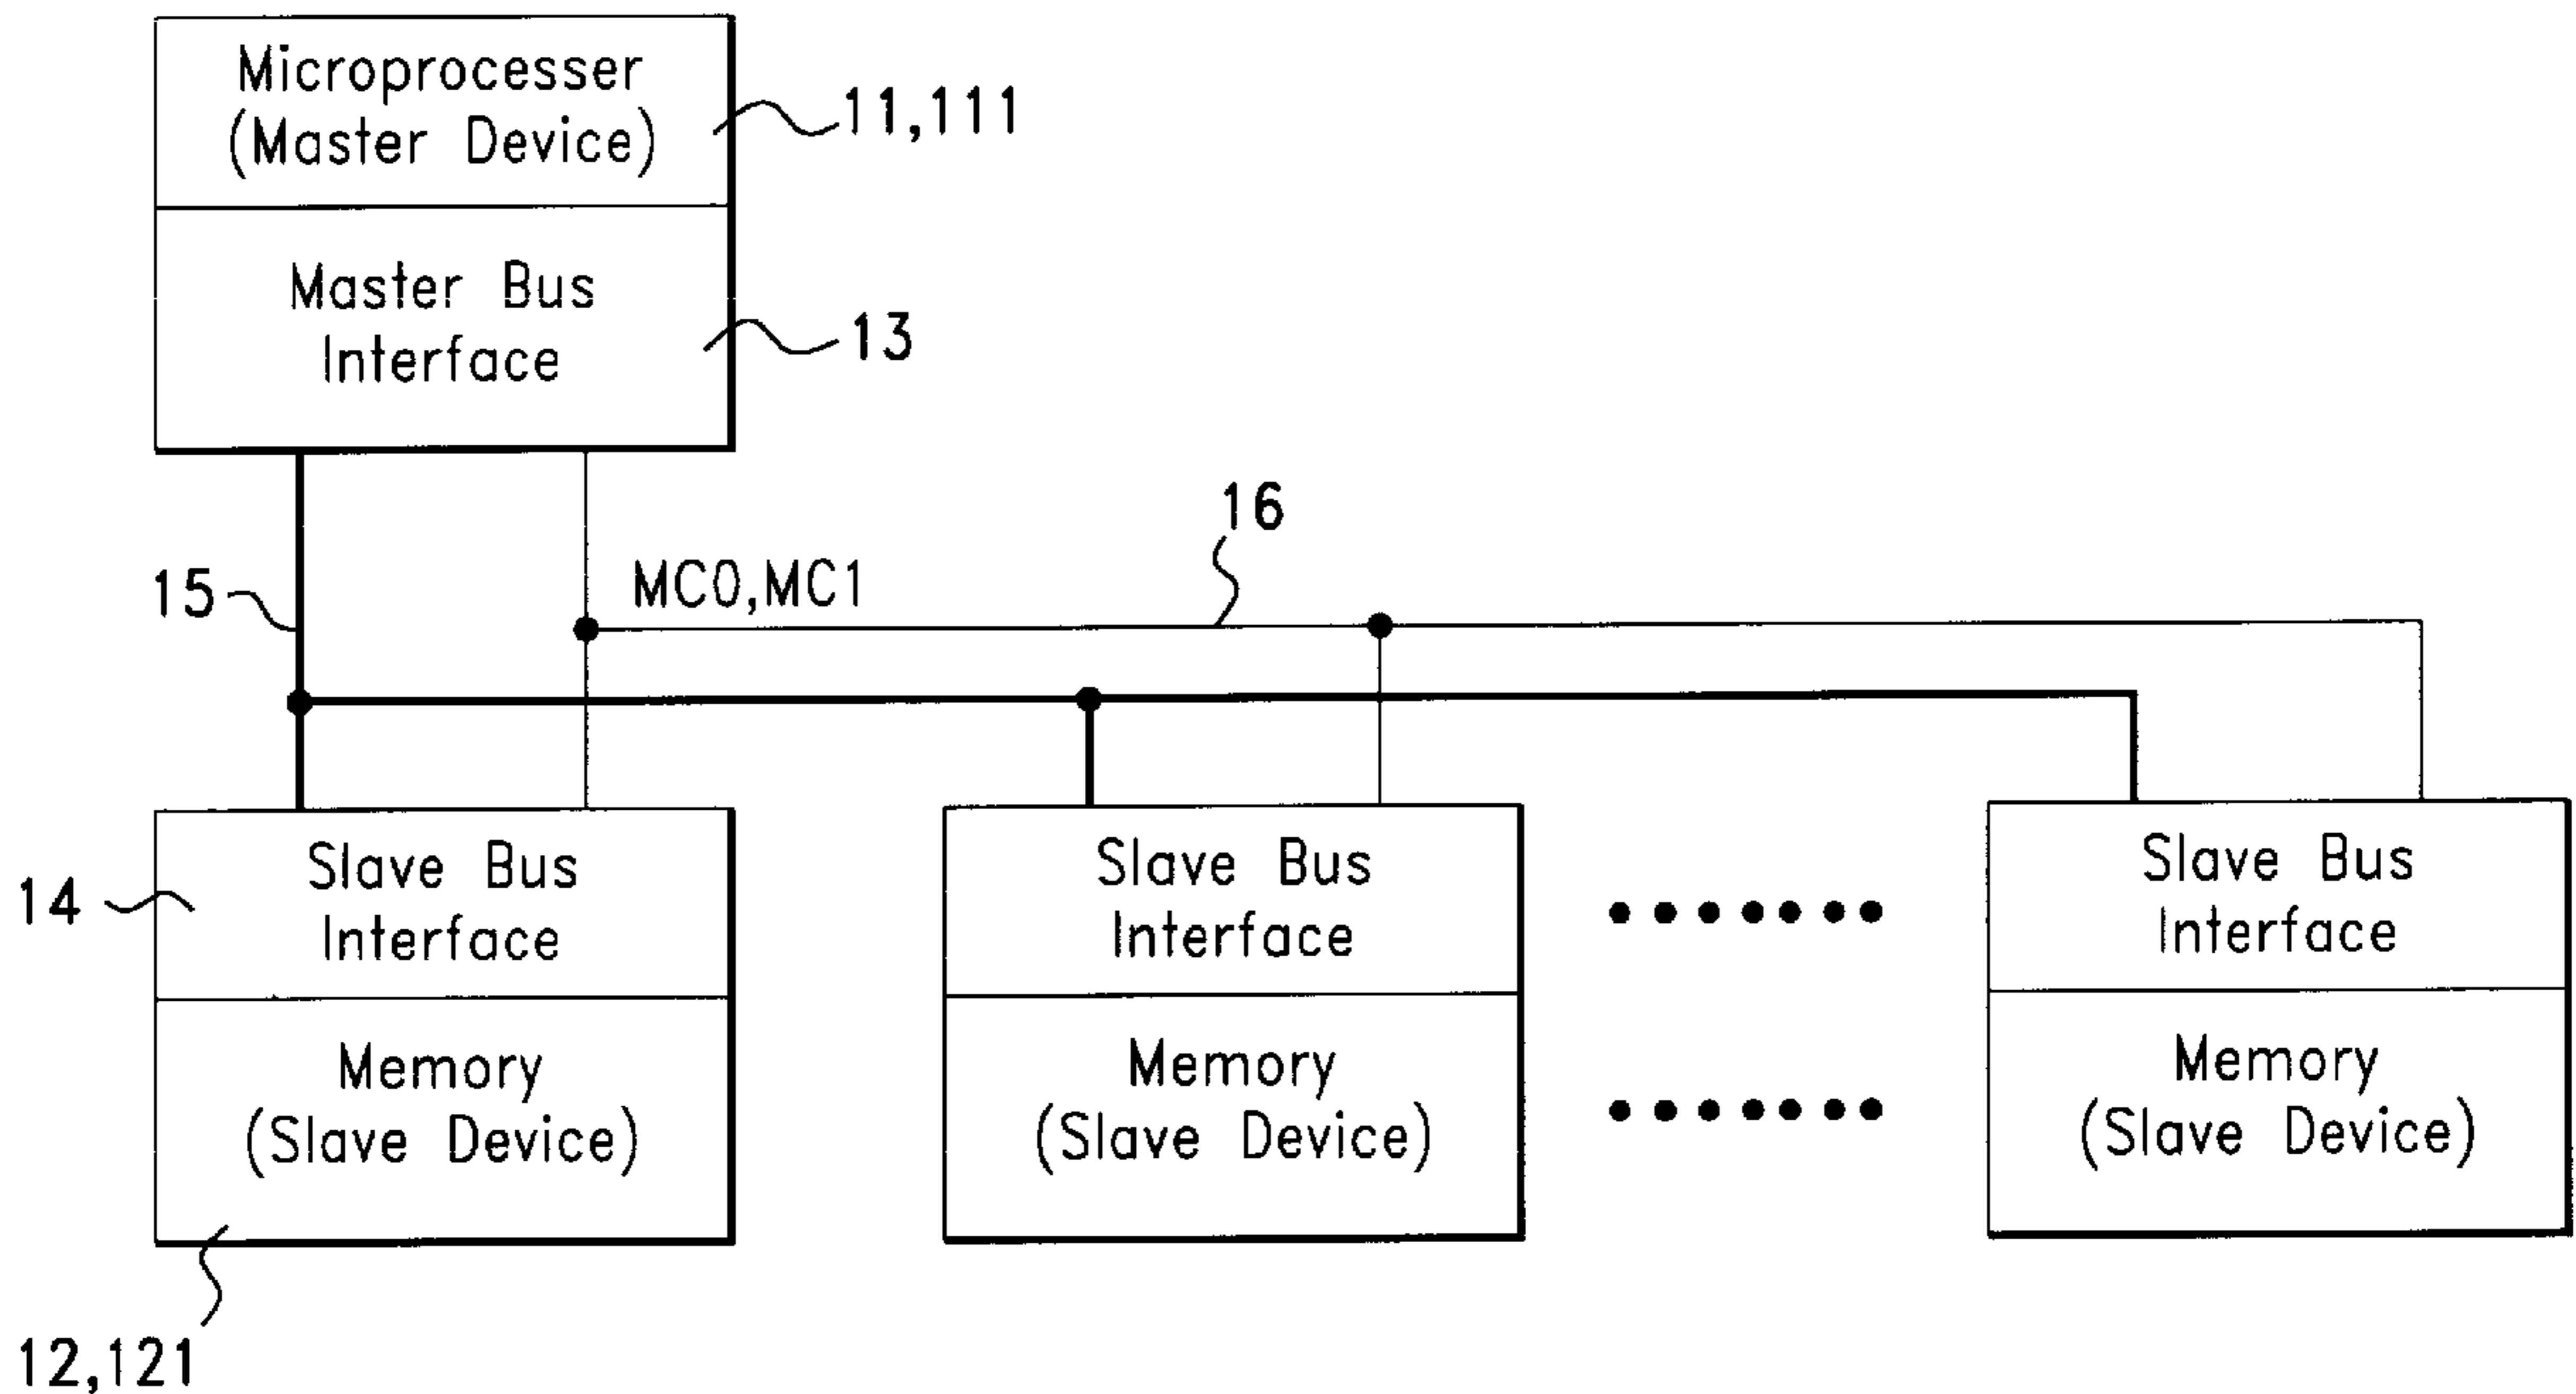 Microprocesser
(Master Device)
11,111
Master Bus
Interface
13
16
15
MC0,MC1
14
Slave Bus
Interface
Memory
(Slave Device)
12,121
Slave Bus
Interface
Memory
(Slave Device)
Slave Bus
Interface
Memory
(Slave Device)